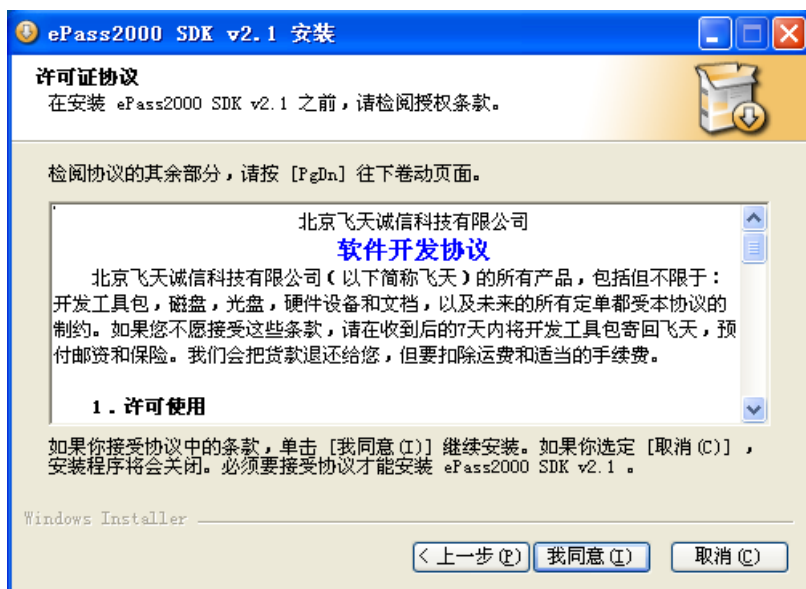 ePass2000 SDK v2.1 安装
许可证协议
在安装 ePass2000 SDK v2.1 之前，请检阅授权条款。
检阅协议的其余部分，请按 [PgDn] 往下卷动页面。
北京飞天诚信科技有限公司
软件开发协议
北京飞天诚信科技有限公司（以下简称飞天）的所有产品，包括但不限于：
开发工具包，磁盘，光盘，硬件设备和文档，以及未来的所有定单都受本协议的
制约。如果您不愿接受这些条款，请在收到后的7天内将开发工具包寄回飞天，预
付邮资和保险。我们会把货款退还给您，但要扣除运费和适当的手续费。
1．许可使用
如果你接受协议中的条款，单击 [我同意(I)] 继续安装。如果你选定 [取消(C)] ，
安装程序将会关闭。必须要接受协议才能安装 ePass2000 SDK v2.1 。
Windows Installer
< 上一步(P) 我同意(I) 取消(C)